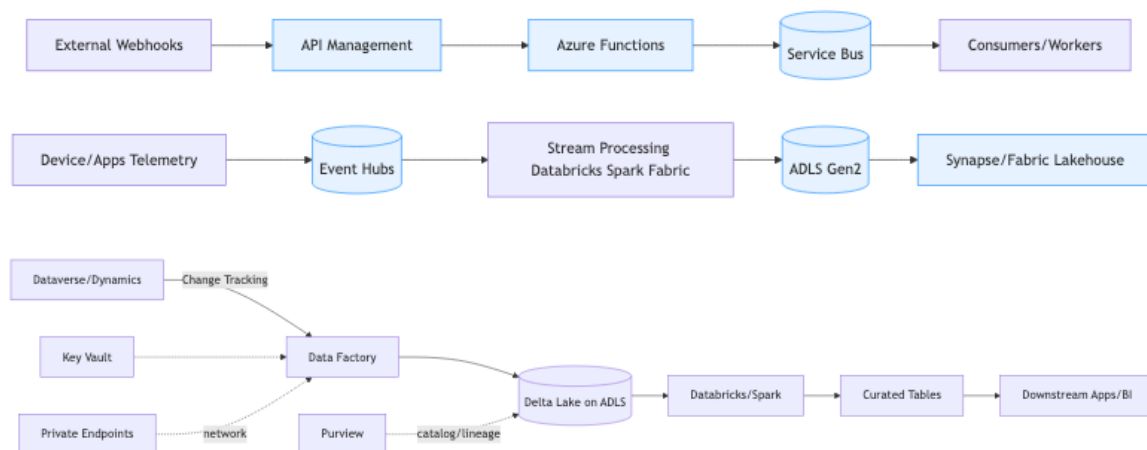 External Webhooks
API Management
Azure Functions
Service Bus
Consumers/Workers
Device/Apps Telemetry
Event Hubs
Stream Processing
Databricks Spark Fabric
ADLS Gen2
Synapse/Fabric Lakehouse
Dataverse/Dynamics
Change Tracking
Key Vault
Data Factory
Delta Lake on ADLS
Databricks/Spark
Curated Tables
Downstream Apps/BI
Private Endpoints
network
Purview
catalog/lineage